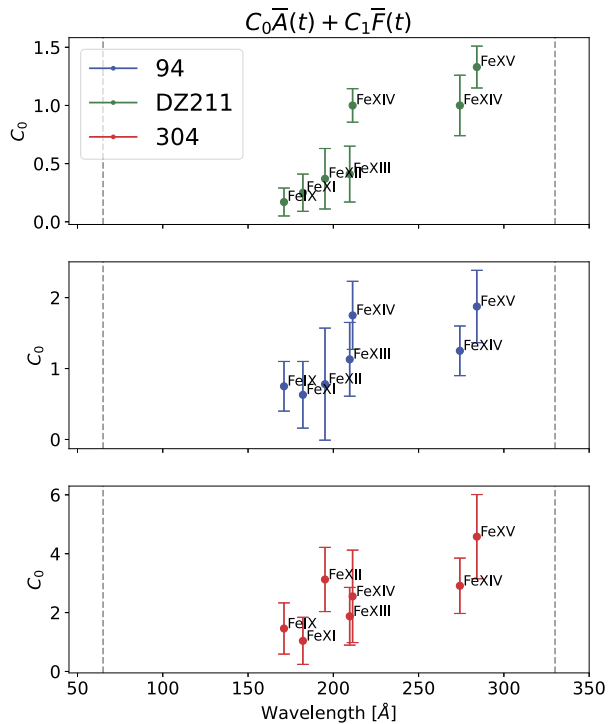 C₀A̅(t) + C₁F̅(t)
1.5
1.0
0.5
0.0
C₀
94
DZ211
304
FeIX
FeXI
FeXII
FeXIII
FeXIV
FeXIV
FeXV
2
1
0
C₀
FeIX
FeXI
FeXII
FeXIII
FeXIV
FeXIV
FeXV
6
4
2
0
C₀
FeIX
FeXI
FeXII
FeXIII
FeXIV
FeXIV
FeXV
50 100 150 200 250 300 350
Wavelength [Å]